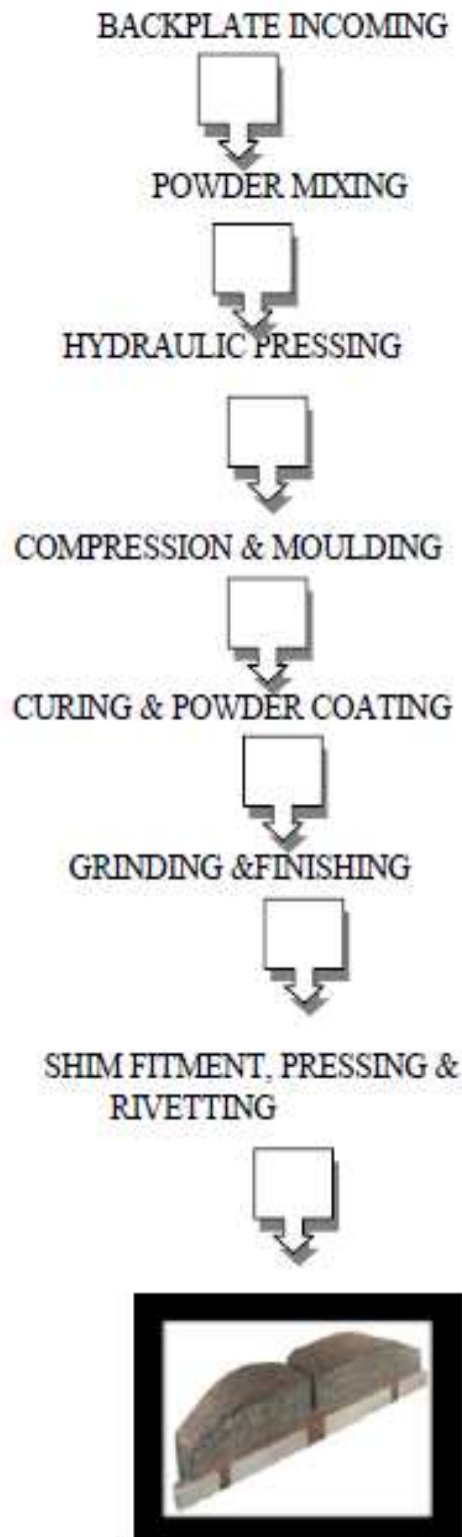 BACKPLATE INCOMING
POWDER MIXING
HYDRAULIC PRESSING
COMPRESSION & MOULDING
CURING & POWDER COATING
GRINDING &FINISHING
SHIM FITMENT, PRESSING &
RIVETTING